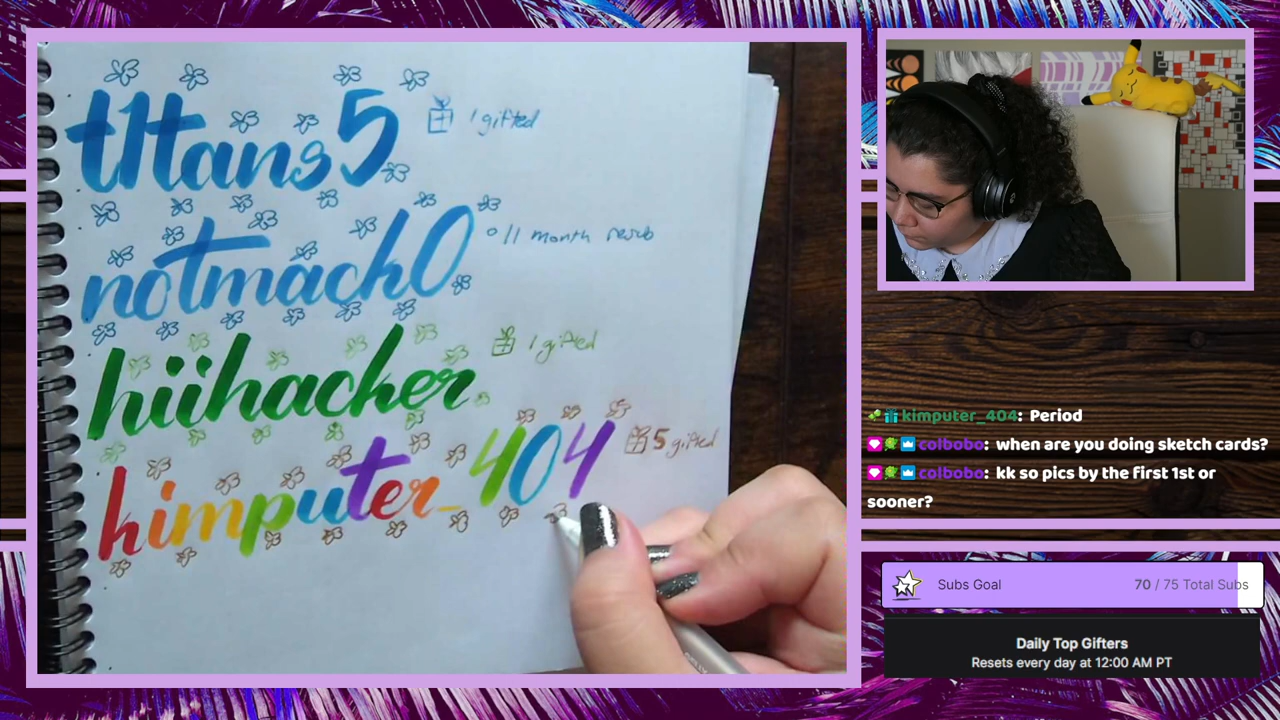 t1tans5 1 gifted
notmach0 11 month resub
hiihacker 1 gifted
kimputer_404 5 gifted
kimputer_404: Period
colbobo: when are you doing sketch cards?
colbobo: kk so pics by the first 1st or
sooner?
Subs Goal 70 / 75 Total Subs
Daily Top Gifters
Resets every day at 12:00 AM PT